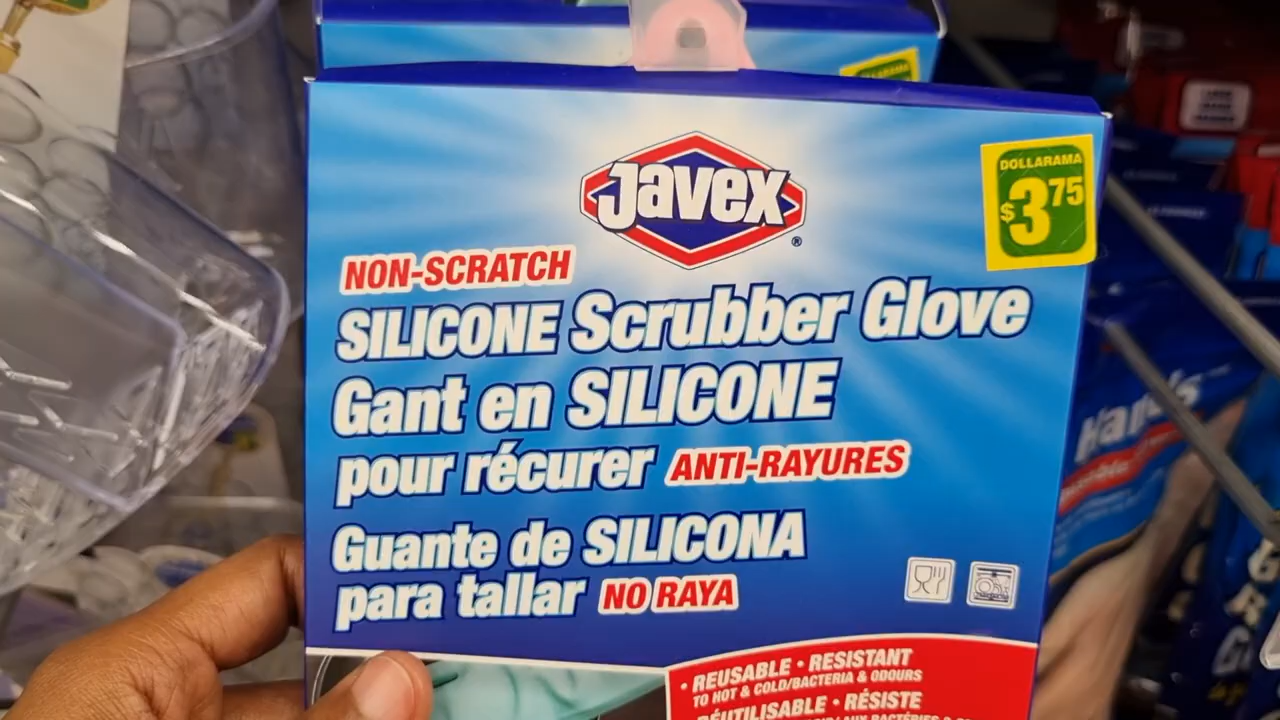 Javex
®
DOLLARAMA
$3 75
NON-SCRATCH
SILICONE Scrubber Glove
Gant en SILICONE
pour récurer ANTI-RAYURES
Guante de SILICONA
para tallar NO RAYA
• REUSABLE • RESISTANT
TO HOT & COLD/BACTERIA & ODOURS
RÉUTILISABLE • RÉSISTE